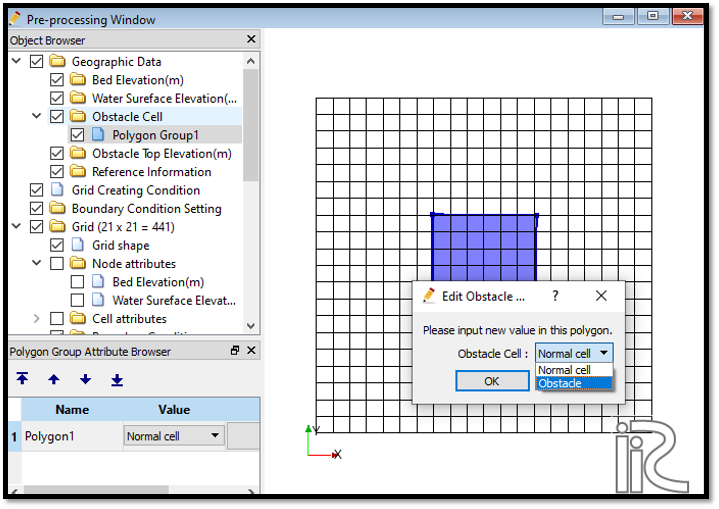 Pre-processing Window
Object Browser
Geographic Data
Bed Elevation(m)
Water Sureface Elevation(...
Obstacle Cell
Polygon Group1
Obstacle Top Elevation(m)
Reference Information
Grid Creating Condition
Boundary Condition Setting
Grid (21 x 21 = 441)
Grid shape
Node attributes
Bed Elevation(m)
Water Sureface Elevat...
Cell attributes
Polygon Group Attribute Browser
Name Value
1 Polygon1 Normal cell
Edit Obstacle ... ?
Please input new value in this polygon.
Obstacle Cell : Normal cell
Normal cell
Obstacle
OK
Y
X
iRIC